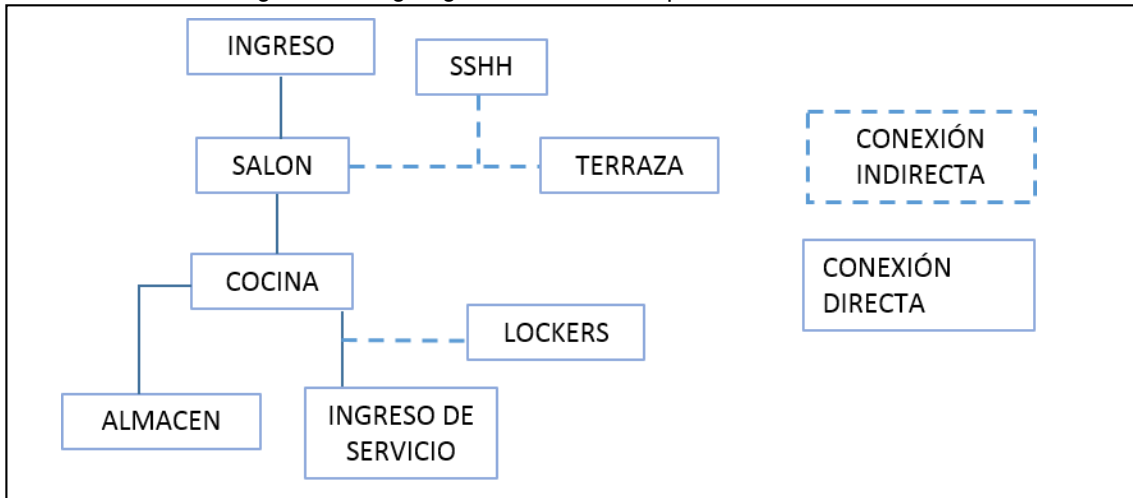 INGRESO
SSHH
SALON
TERRAZA
CONEXIÓN
INDIRECTA
COCINA
CONEXIÓN
DIRECTA
LOCKERS
ALMACEN
INGRESO DE
SERVICIO